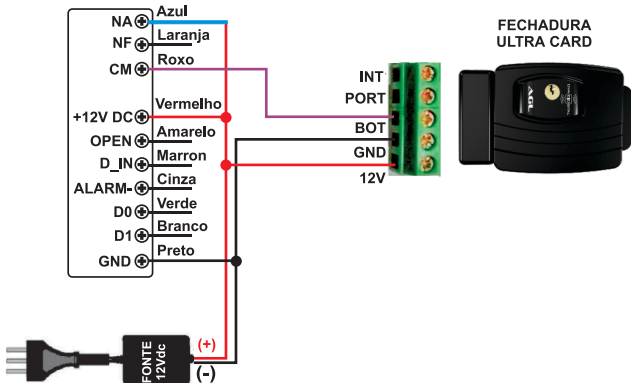 NA Azul
NF Laranja
CM Roxo
+12V DC Vermelho
OPEN Amarelo
D_IN Marron
ALARM- Cinza
D0 Verde
D1 Branco
GND Preto
INT
PORT
BOT
GND
12V
FECHADURA
ULTRA CARD
AGL
FONTE
12Vdc
(+)
(-)